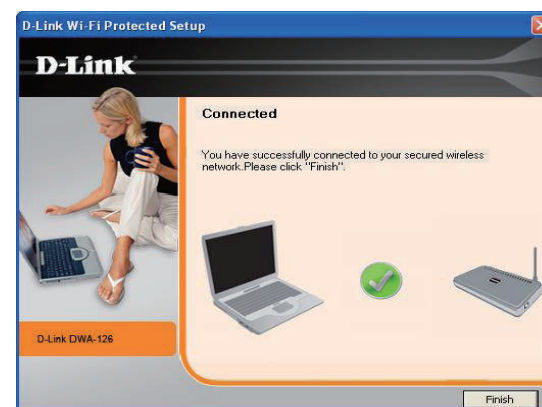 D-Link Wi-Fi Protected Setup
D-Link
Connected
You have successfully connected to your secured wireless
network.Please click "Finish".
D-Link DWA-126
Finish